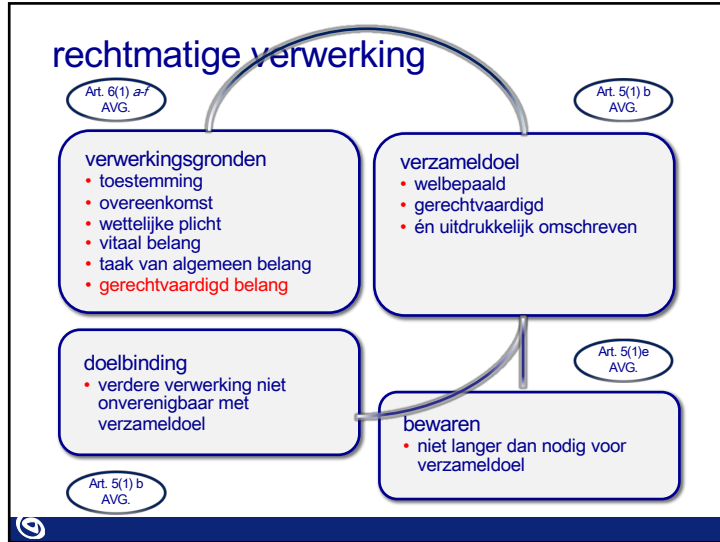 rechtmatige verwerking
Art. 6(1) a-f
AVG.
Art. 5(1) b
AVG.
verwerkingsgronden
• toestemming
• overeenkomst
• wettelijke plicht
• vitaal belang
• taak van algemeen belang
• gerechtvaardigd belang
verzameldoel
• welbepaald
• gerechtvaardigd
• én uitdrukkelijk omschreven
doelbinding
• verdere verwerking niet
onverenigbaar met
verzameldoel
Art. 5(1) b
AVG.
Art. 5(1)e
AVG.
bewaren
• niet langer dan nodig voor
verzameldoel